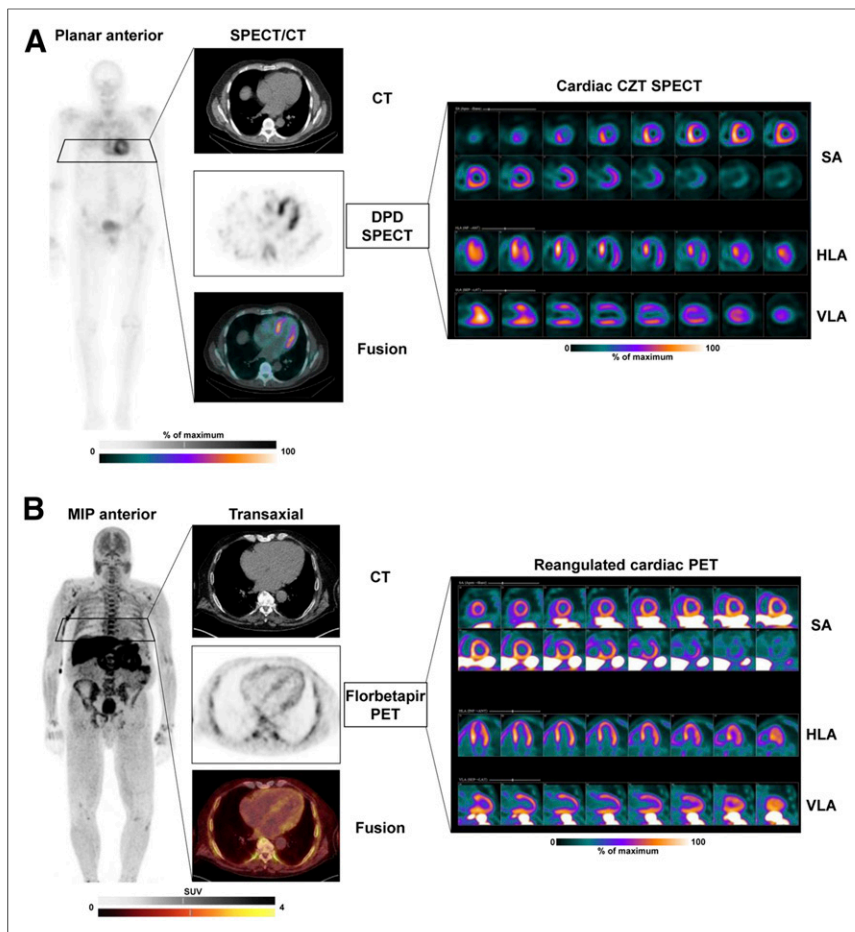 A
Planar anterior
SPECT/CT
CT
DPD
SPECT
Fusion
% of maximum
0
100
Cardiac CZT SPECT
SA
HLA
VLA
0
100
% of maximum
B
MIP anterior
Transaxial
CT
Florbetapir
PET
Fusion
SUV
0
4
Reangulated cardiac PET
SA
HLA
VLA
0
100
% of maximum